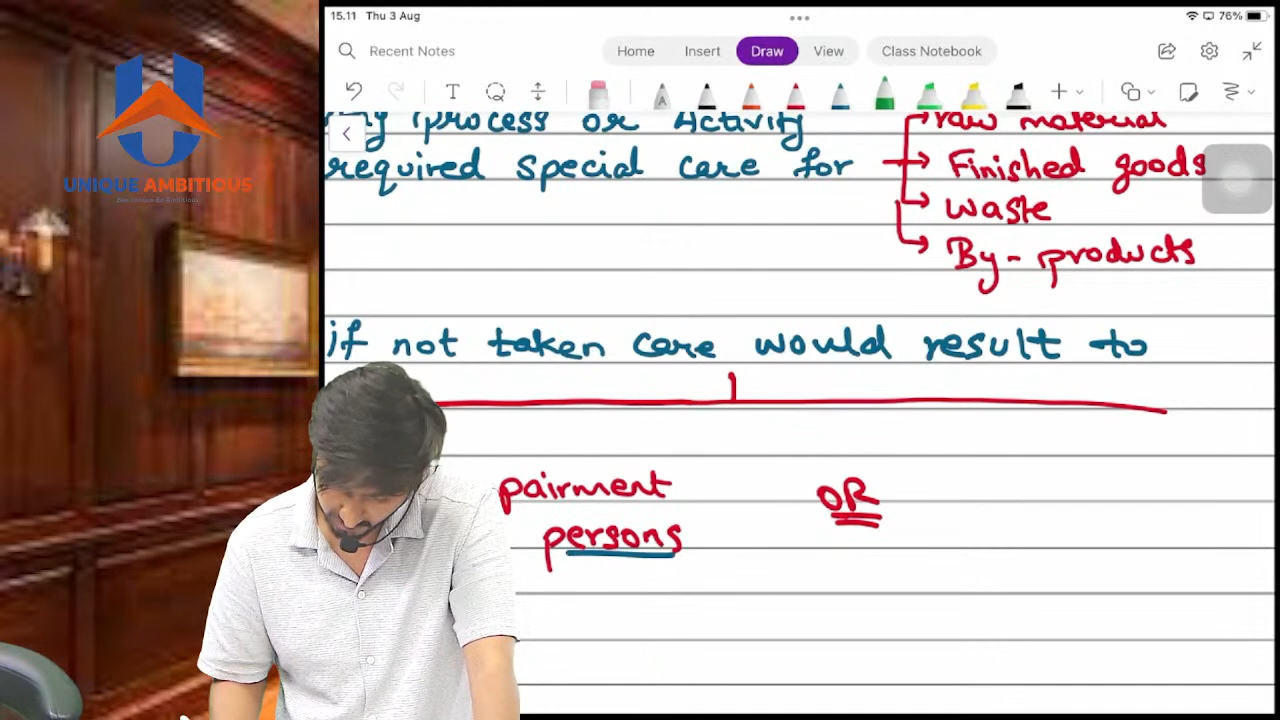 15.11 Thu 3 Aug
76%
Recent Notes
Home Insert Draw View Class Notebook
process or Activity
required special care for
raw material
Finished goods
waste
By-products
if not taken care would result to
pairment
persons
OR
UNIQUE AMBITIOUS